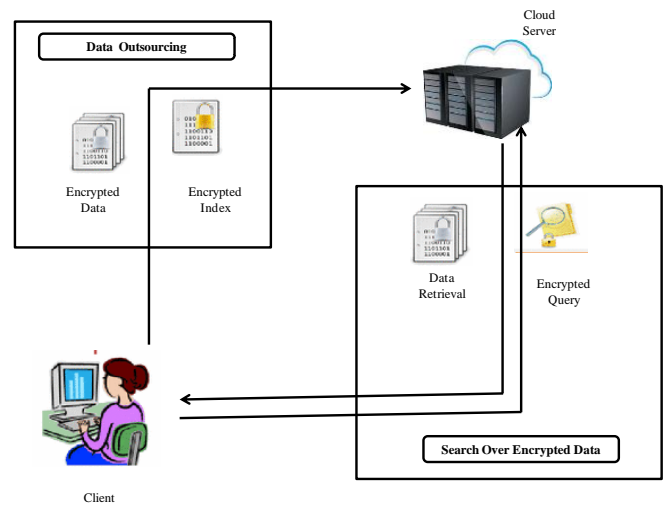 Cloud
Server
Data Outsourcing
Encrypted
Data
Encrypted
Index
Data
Retrieval
Encrypted
Query
Search Over Encrypted Data
Client